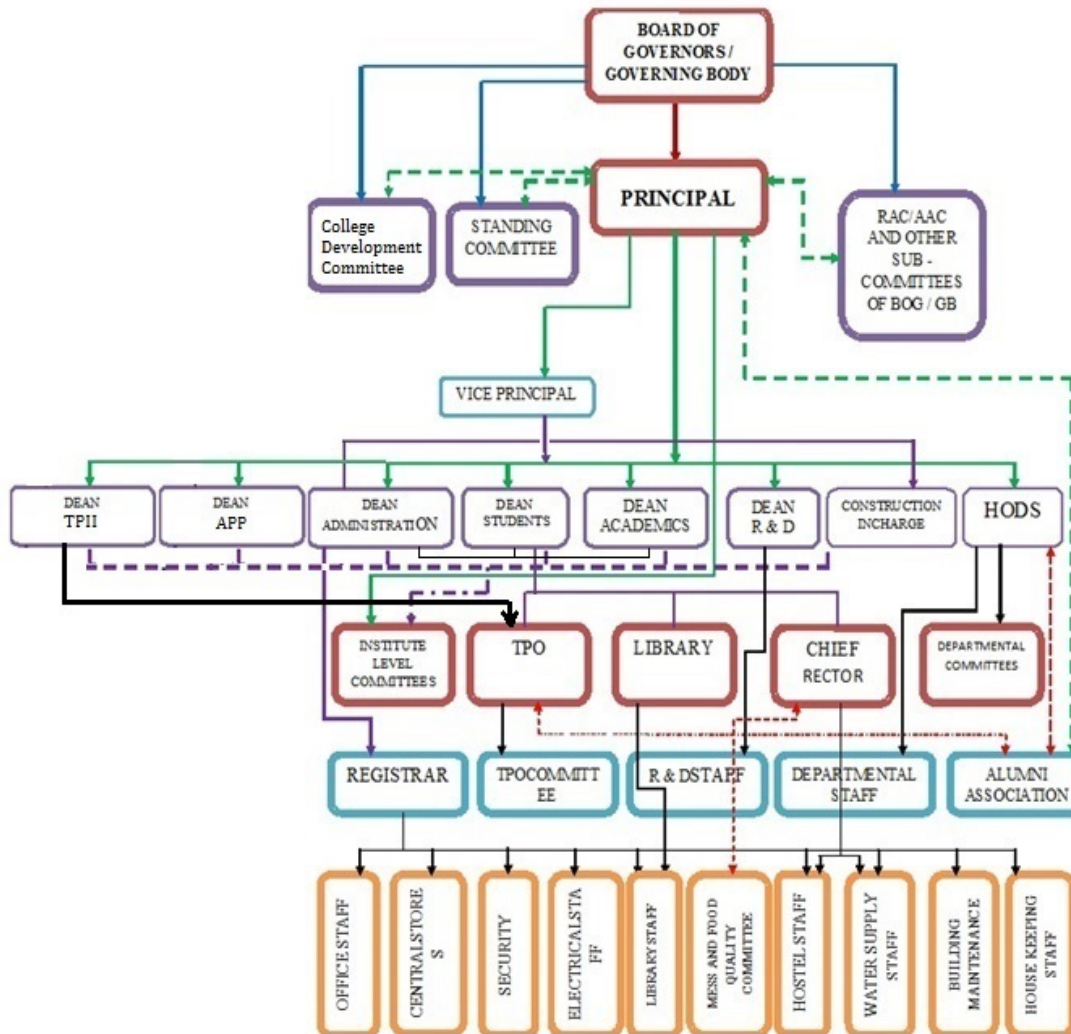 BOARD OF
GOVERNORS /
GOVERNING BODY
PRINCIPAL
College
Development
Committee
STANDING
COMMITTEE
RAC/AAC
AND OTHER
SUB -
COMMITTEES
OF BOG / GB
VICE PRINCIPAL
DEAN
TPII
DEAN
APP
DEAN
ADMINISTRATION
DEAN
STUDENTS
DEAN
ACADEMICS
DEAN
R & D
CONSTRUCTION
INCHARGE
HODS
INSTITUTE
LEVEL
COMMITTEES
TPO
LIBRARY
CHIEF
RECTOR
DEPARTMENTAL
COMMITTEES
REGISTRAR
TPOCOMMITT
EE
R & DSTAFF
DEPARTMENTAL
STAFF
ALUMNI
ASSOCIATION
OFFICE STAFF
CENTRALSTORE
S
SECURITY
ELECTRICALSTA
FF
LIBRARY STAFF
MESS AND FOOD
QUALITY
COMMITTEE
HOSTEL STAFF
WATER SUPPLY
STAFF
BUILDING
MAINTENANCE
HOUSE KEEPING
STAFF